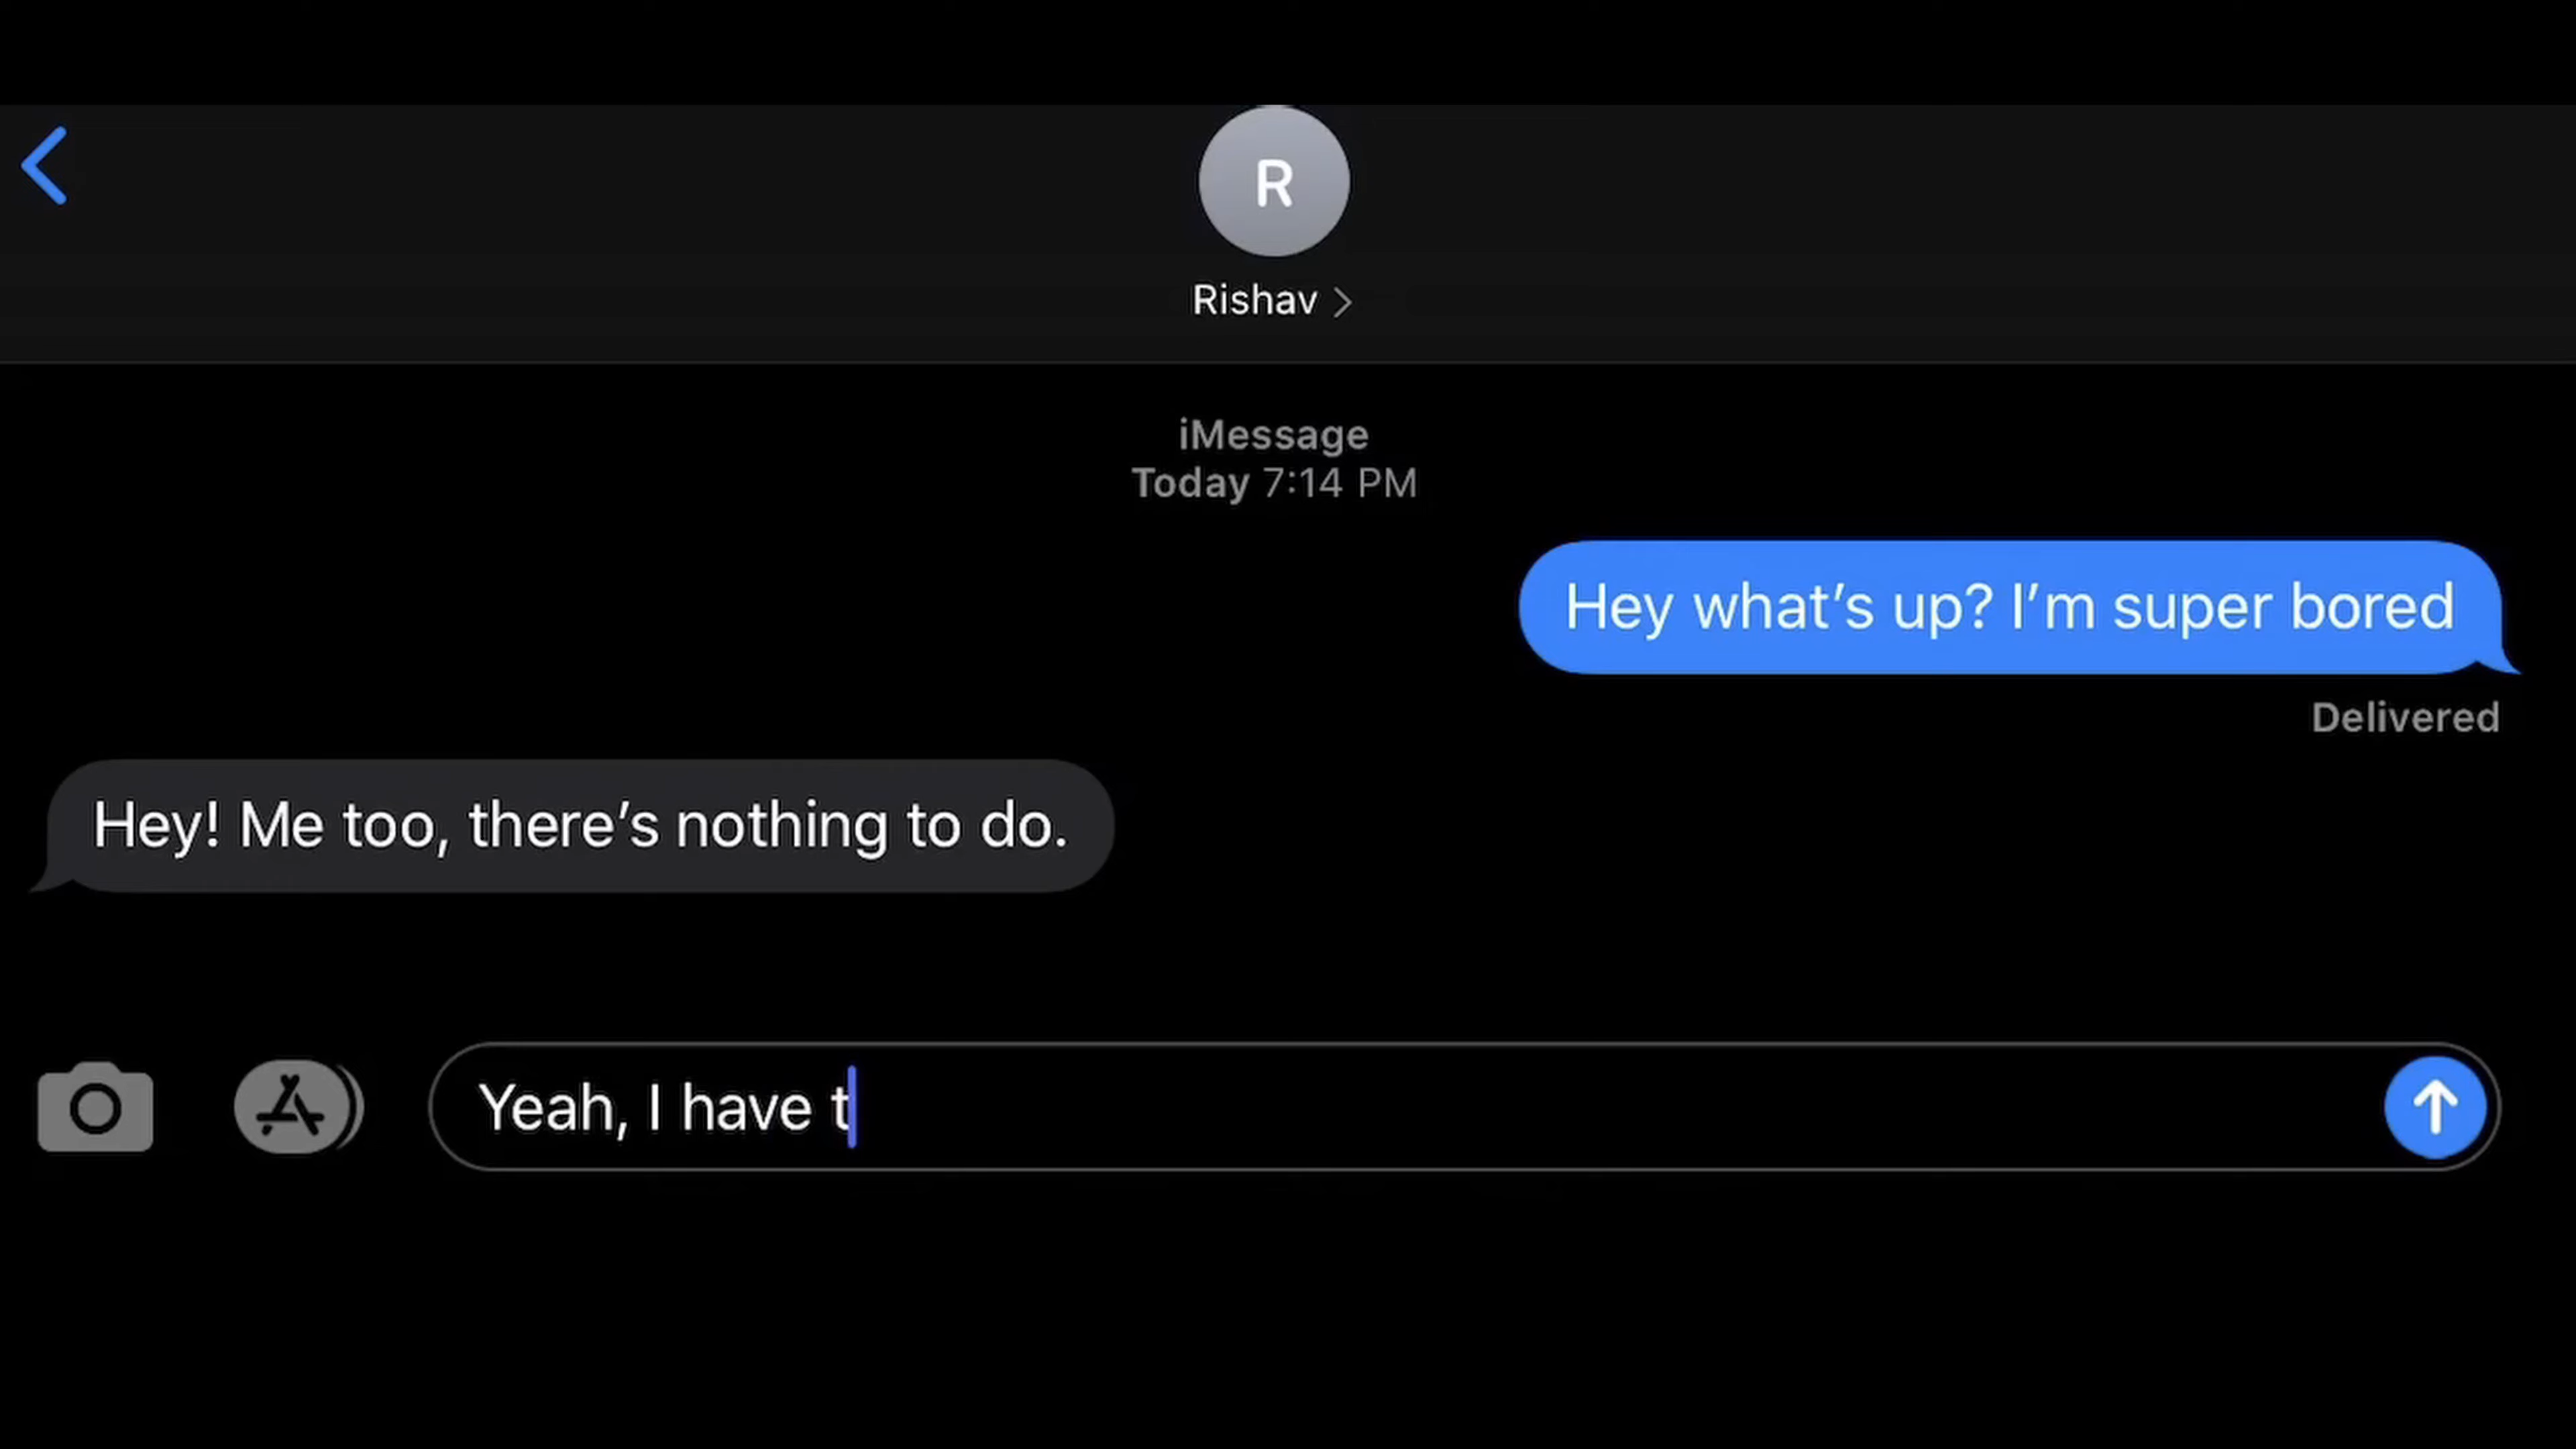 R
Rishav
iMessage
Today 7:14 PM
Hey what’s up? I’m super bored
Delivered
Hey! Me too, there’s nothing to do.
Yeah, I have t